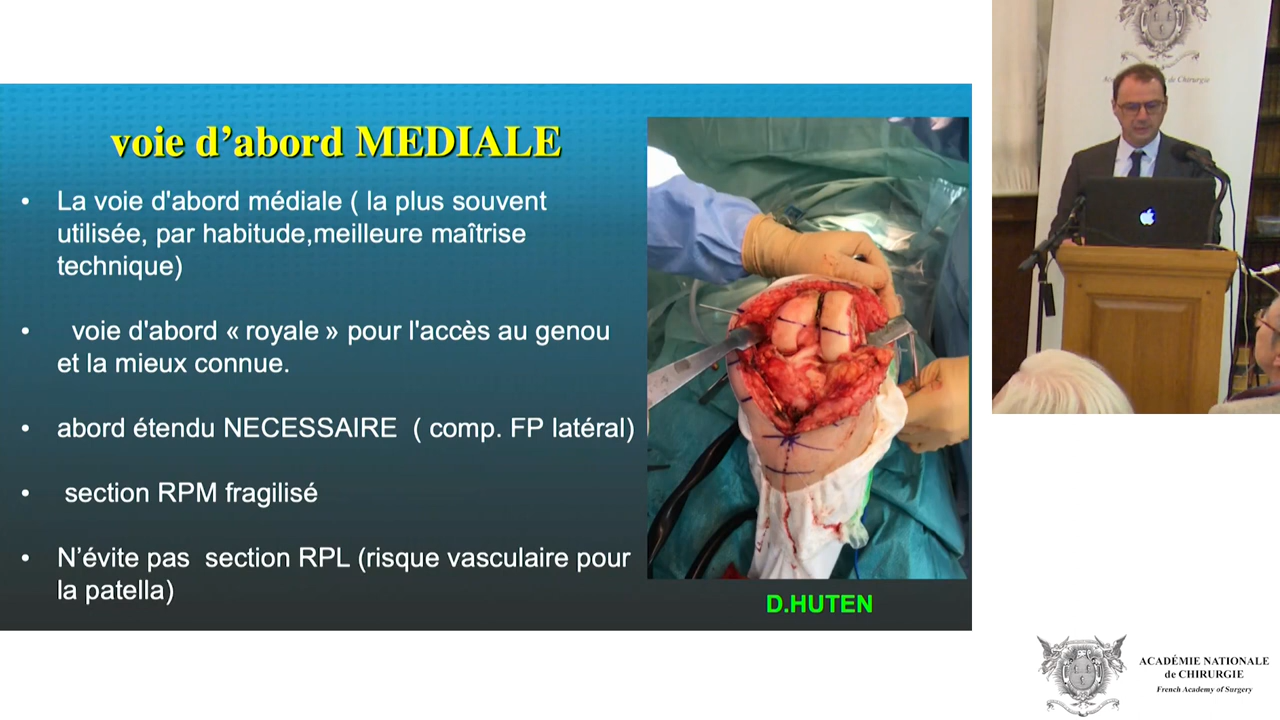 voie d’abord MEDIALE
• La voie d'abord médiale ( la plus souvent
utilisée, par habitude,meilleure maîtrise
technique)
• voie d'abord « royale » pour l'accès au genou
et la mieux connue.
• abord étendu NECESSAIRE ( comp. FP latéral)
• section RPM fragilisé
• N’évite pas section RPL (risque vasculaire pour
la patella)
D.HUTEN
de Chirurgie
ACADÉMIE NATIONALE
de CHIRURGIE
French Academy of Surgery